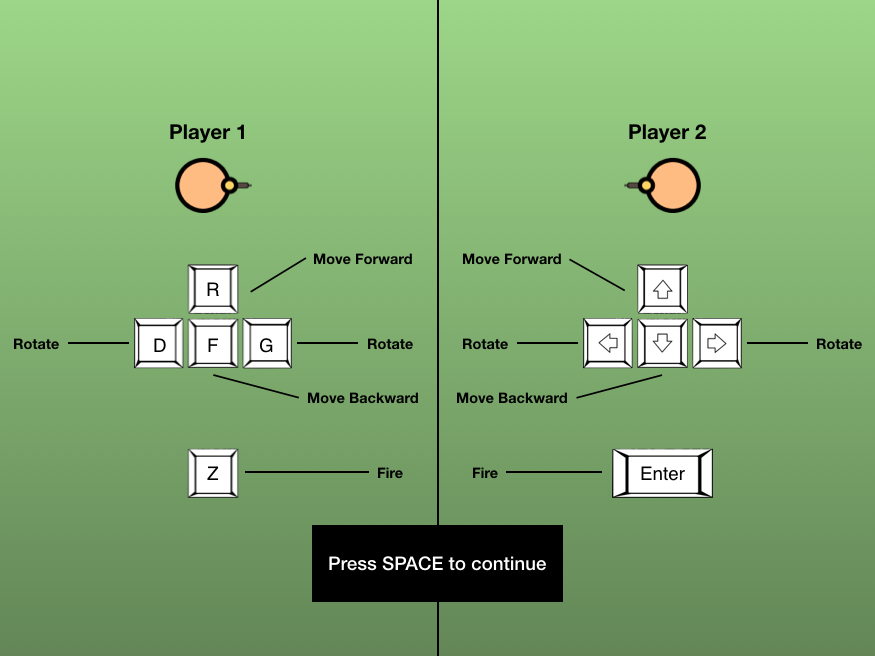 Player 1
Player 2
Move Forward
R
Move Forward
Rotate
D
F
G
Rotate
Rotate
Rotate
Move Backward
Move Backward
Z
Fire
Fire
Enter
Press SPACE to continue